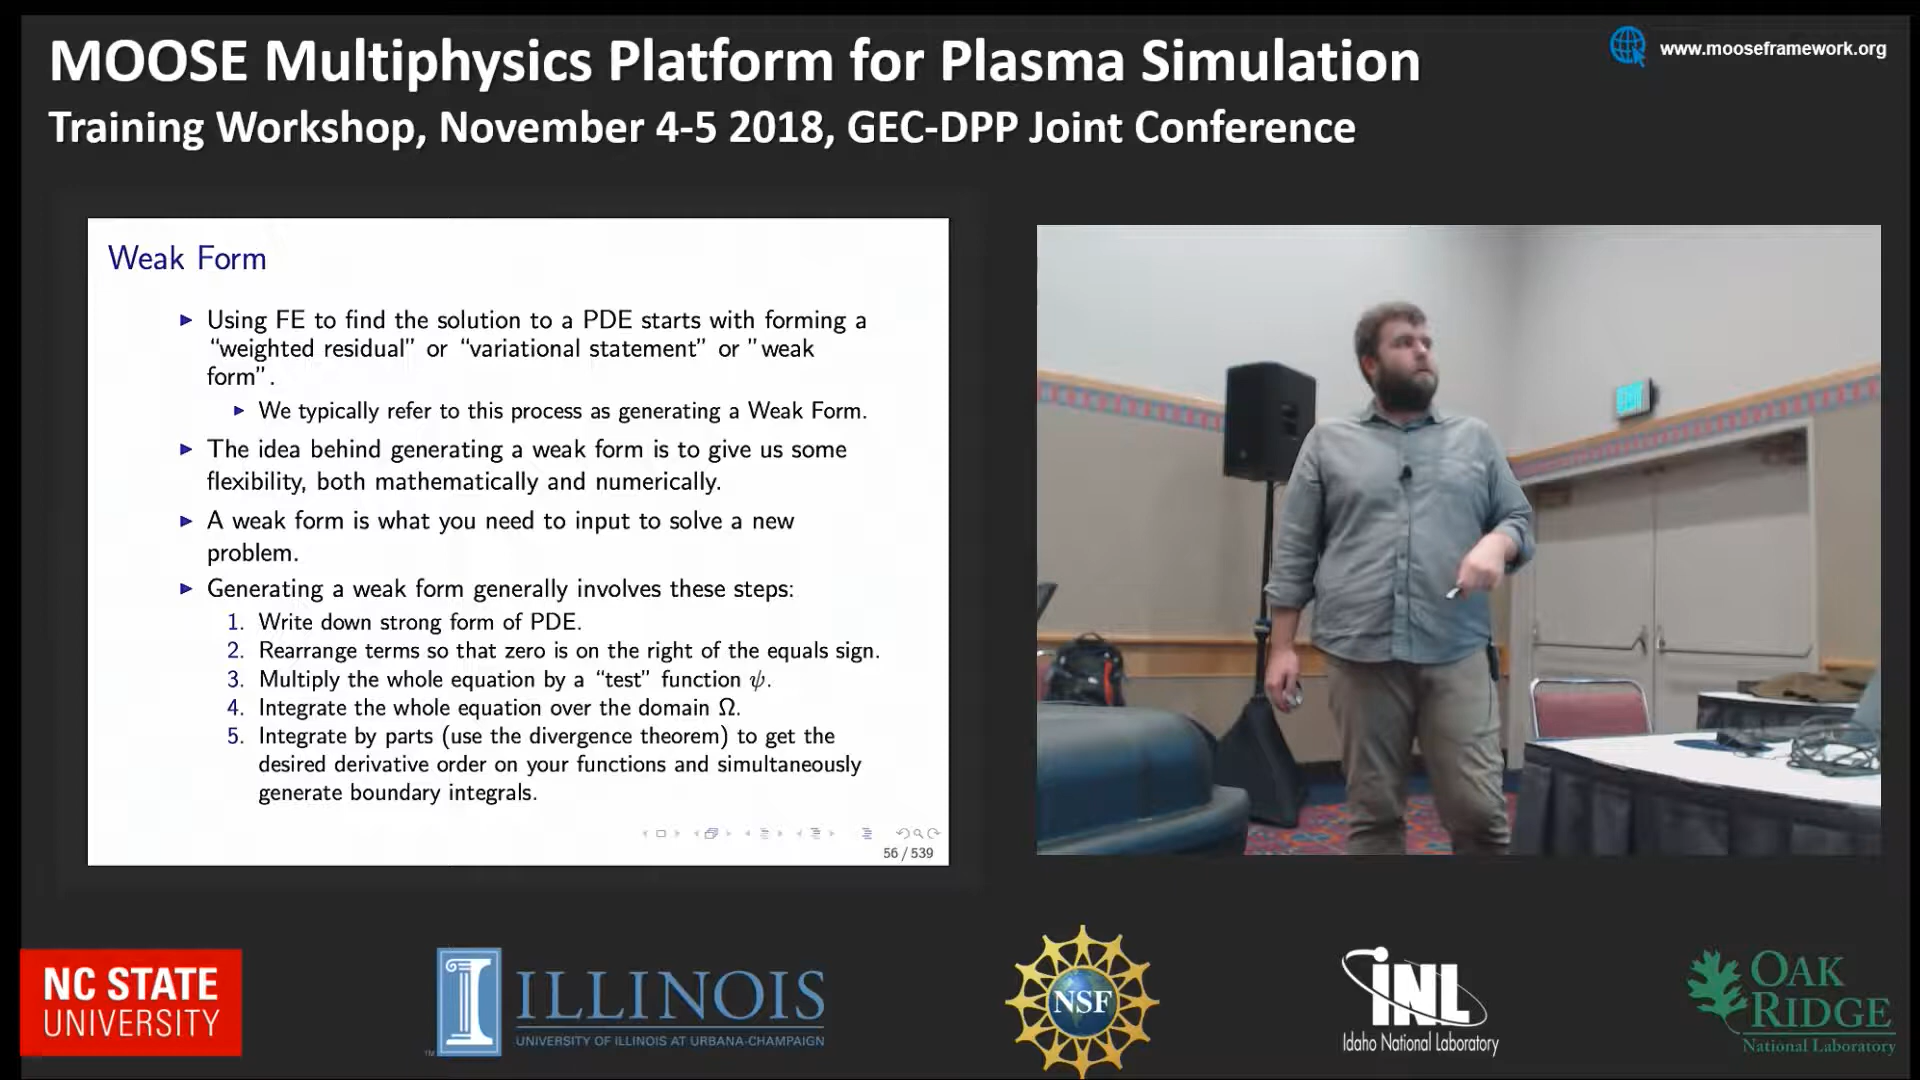 MOOSE Multiphysics Platform for Plasma Simulation
www.mooseframework.org
Training Workshop, November 4-5 2018, GEC-DPP Joint Conference
Weak Form
▶ Using FE to find the solution to a PDE starts with forming a
“weighted residual” or “variational statement” or ”weak
form”.
▶ We typically refer to this process as generating a Weak Form.
▶ The idea behind generating a weak form is to give us some
flexibility, both mathematically and numerically.
▶ A weak form is what you need to input to solve a new
problem.
▶ Generating a weak form generally involves these steps:
1. Write down strong form of PDE.
2. Rearrange terms so that zero is on the right of the equals sign.
3. Multiply the whole equation by a “test” function ψ.
4. Integrate the whole equation over the domain Ω.
5. Integrate by parts (use the divergence theorem) to get the
desired derivative order on your functions and simultaneously
generate boundary integrals.
56 / 539
EXIT
NC STATE
UNIVERSITY
I ILLINOIS
UNIVERSITY OF ILLINOIS AT URBANA-CHAMPAIGN
TM
NSF
INL
Idaho National Laboratory
OAK
RIDGE
National Laboratory